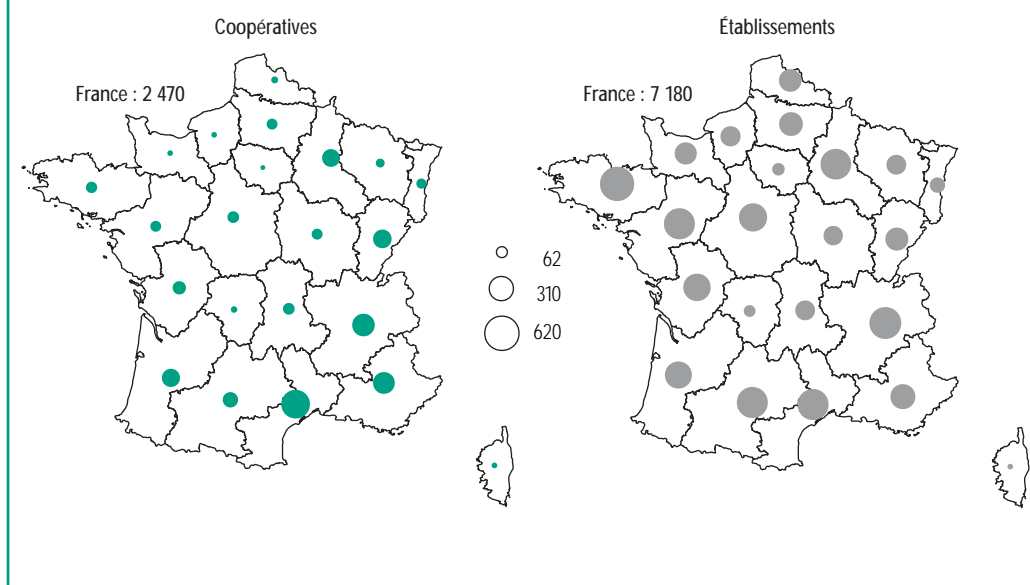 Coopératives
France : 2 470
Établissements
France : 7 180
62
310
620